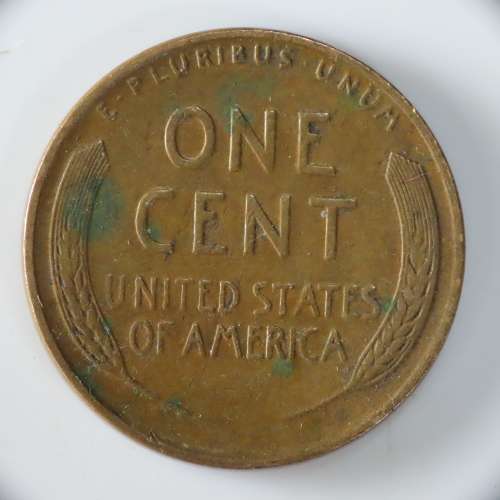 E·PLURIBUS·UNUM
ONE
CENT
UNITED STATES
OF AMERICA